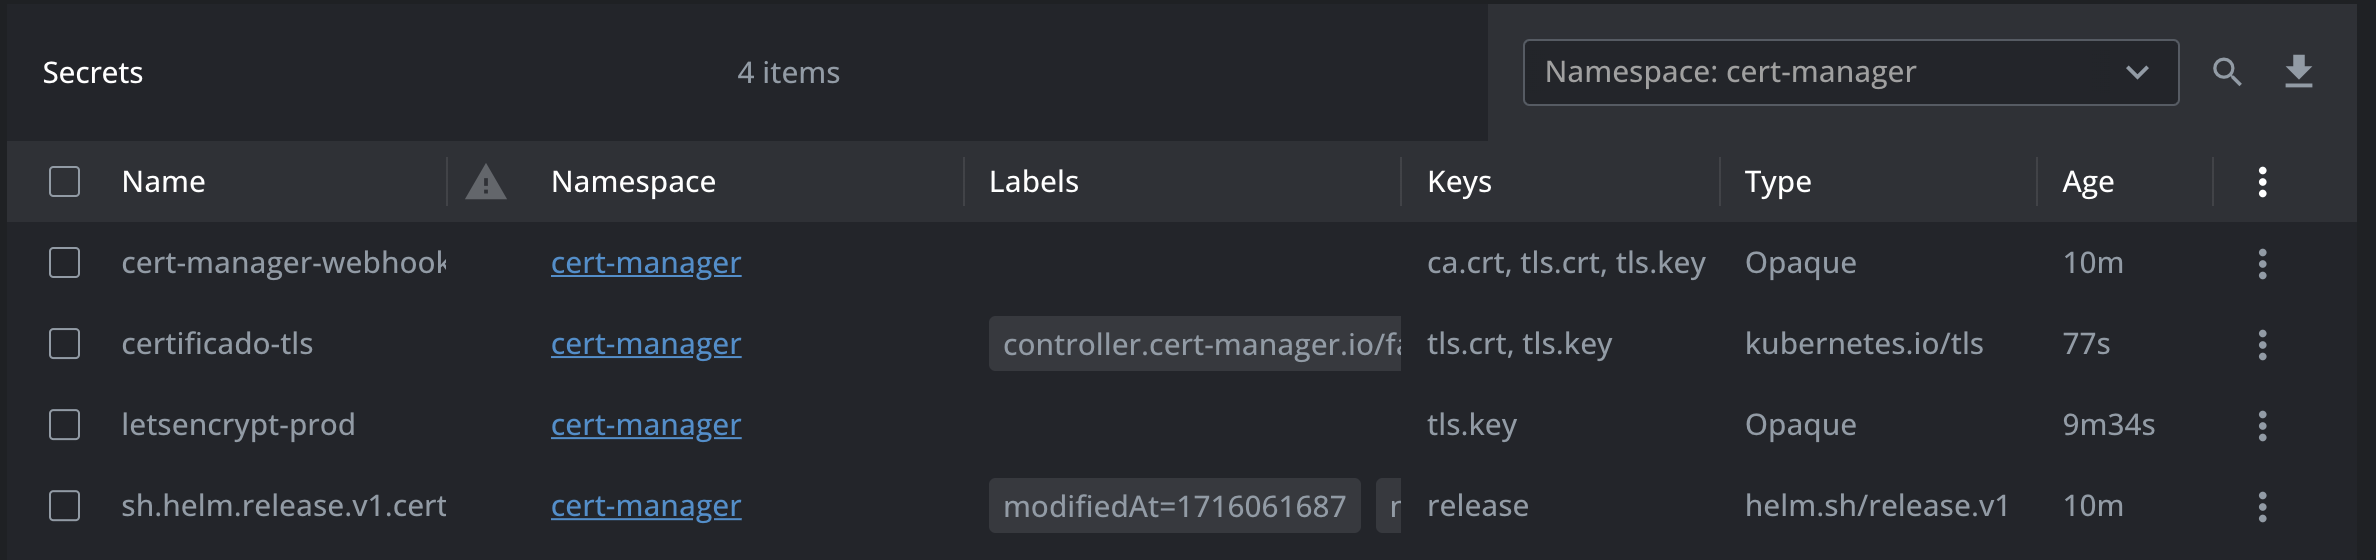 Secrets 4 items Namespace: cert-manager
Name Namespace Labels Keys Type Age
cert-manager-webhook cert-manager ca.crt, tls.crt, tls.key Opaque 10m
certificado-tls cert-manager controller.cert-manager.io/fa tls.crt, tls.key kubernetes.io/tls 77s
letsencrypt-prod cert-manager tls.key Opaque 9m34s
sh.helm.release.v1.cert cert-manager modifiedAt=1716061687 release helm.sh/release.v1 10m